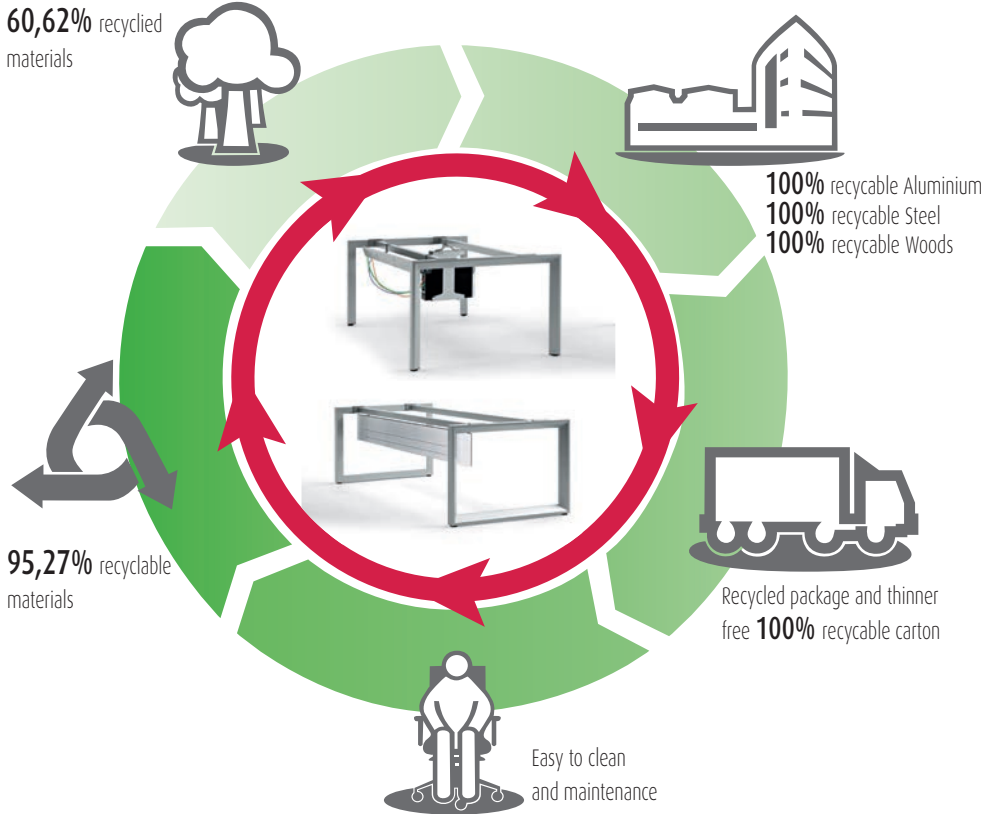 60,62% recyclied
materials
100% recycable Aluminium
100% recycable Steel
100% recycable Woods
Recycled package and thinner
free 100% recycable carton
Easy to clean
and maintenance
95,27% recyclable
materials